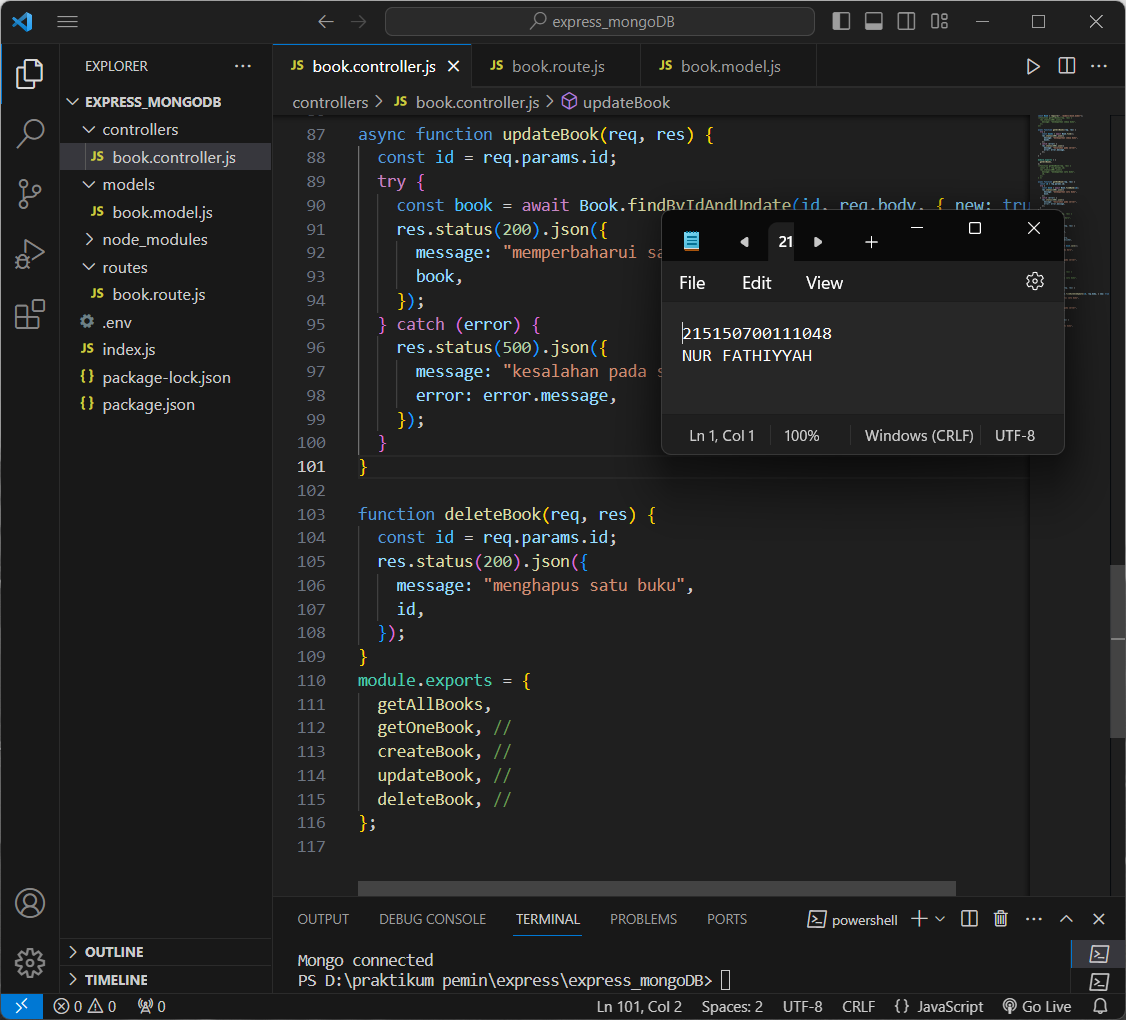 express_mongoDB
EXPLORER
EXPRESS_MONGODB
controllers
JS book.controller.js
models
JS book.model.js
node_modules
routes
JS book.route.js
.env
JS index.js
{} package-lock.json
{} package.json
OUTLINE
TIMELINE
JS book.controller.js
JS book.route.js
JS book.model.js
controllers > JS book.controller.js > updateBook
87 async function updateBook(req, res) {
88 const id = req.params.id;
89 try {
90 const book = await Book.findByIdAndUpdate(id, req.body, { new: tru
91 res.status(200).json({
92 message: "memperbaharui
93 book,
94 });
95 } catch (error) {
96 res.status(500).json({
97 message: "kesalahan pada
98 error: error.message,
99 });
100 }
101 }
102
103 function deleteBook(req, res) {
104 const id = req.params.id;
105 res.status(200).json({
106 message: "menghapus satu buku",
107 id,
108 });
109 }
110 module.exports = {
111 getAllBooks,
112 getOneBook, //
113 createBook, //
114 updateBook, //
115 deleteBook, //
116 };
117
21
File Edit View
215150700111048
NUR FATHIYYAH
Ln 1, Col 1 100% Windows (CRLF) UTF-8
OUTPUT DEBUG CONSOLE TERMINAL PROBLEMS PORTS powershell
Mongo connected
PS D:\praktikum pemin\express\express_mongoDB>
0 0 0 Ln 101, Col 2 Spaces: 2 UTF-8 CRLF {} JavaScript Go Live